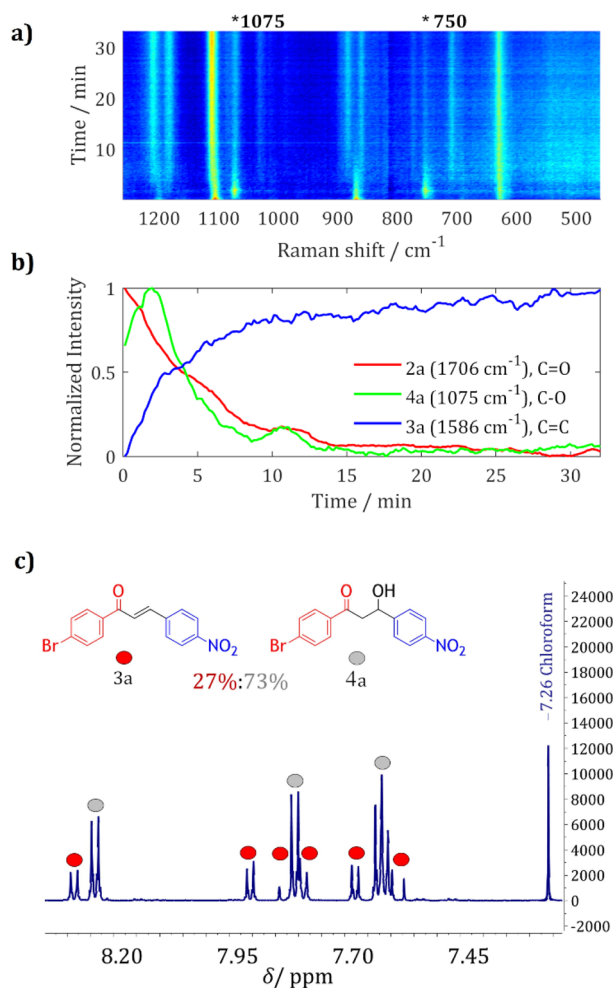 a)
*1075 *750
Time / min
30
20
10
1200 1100 1000 900 800 700 600 500
Raman shift / cm-1
b)
Normalized Intensity
1
0.5
0
2a (1706 cm-1), C=O
4a (1075 cm-1), C-O
3a (1586 cm-1), C=C
0 5 10 15 20 25 30
Time / min
c)
O
Br
NO2
3a
27%:73%
O OH
Br
NO2
4a
−7.26 Chloroform
24000
22000
20000
18000
16000
14000
12000
10000
8000
6000
4000
2000
0
-2000
8.20 7.95 7.70 7.45
δ/ ppm